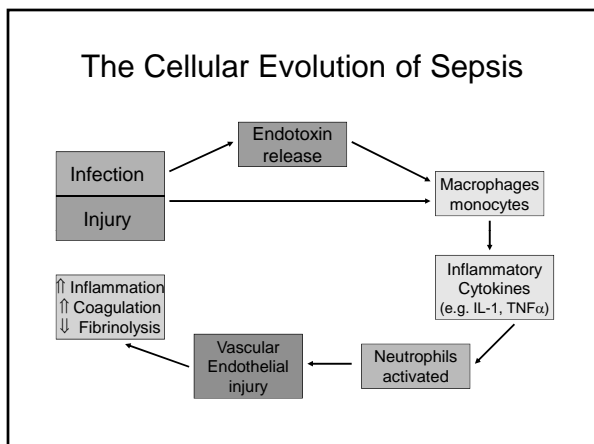 The Cellular Evolution of Sepsis
Endotoxin
release
Infection
Injury
Macrophages
monocytes
Inflammatory
Cytokines
(e.g. IL-1, TNFα)
Neutrophils
activated
Vascular
Endothelial
injury
⇑ Inflammation
⇑ Coagulation
⇓ Fibrinolysis